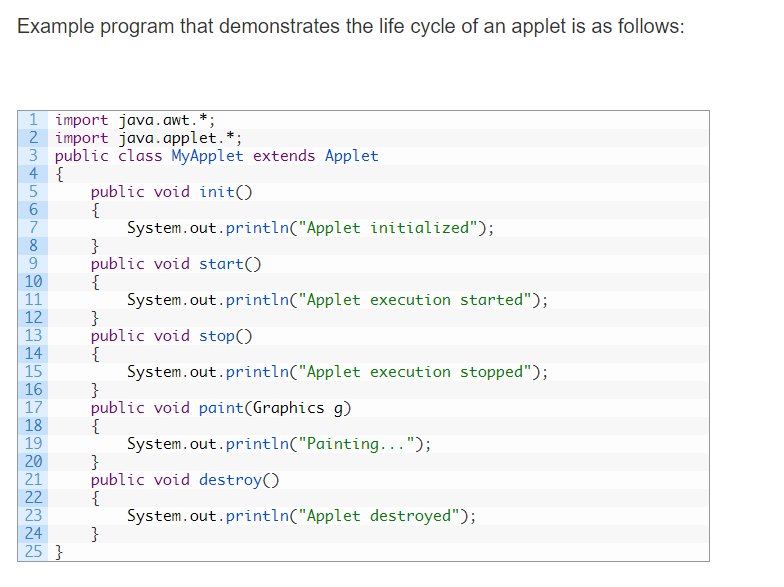 Example program that demonstrates the life cycle of an applet is as follows:
1 import java.awt.*;
2 import java.applet.*;
3 public class MyApplet extends Applet
4 {
5     public void init()
6     {
7         System.out.println("Applet initialized");
8     }
9     public void start()
10     {
11         System.out.println("Applet execution started");
12     }
13     public void stop()
14     {
15         System.out.println("Applet execution stopped");
16     }
17     public void paint(Graphics g)
18     {
19         System.out.println("Painting...");
20     }
21     public void destroy()
22     {
23         System.out.println("Applet destroyed");
24     }
25 }